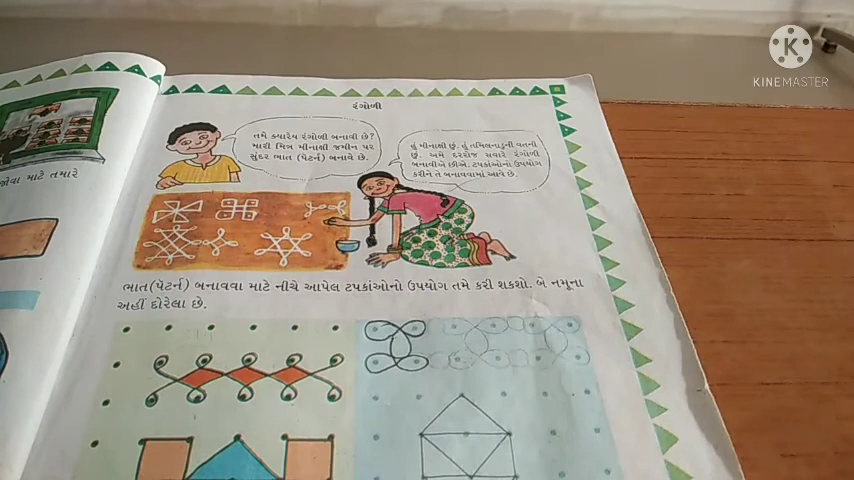 KINEMASTER
રંગોળી
તમે ક્યારેય રંગોળી બનાવી છે?
મારી મિત્ર મીનાલી જમીન પર
સુંદર ભાત (પેટર્ન) બનાવે છે.
હું મીનાલી છું. હું તમિલનાડુની વતની
છું. અમે દરરોજ સવારે રંગોળી
બનાવીએ છીએ. ટપકાંઓનો ઉપયોગ
કરીને તે બનાવવામાં આવે છે.
જોવા માટે તમારે
ભાત(પેટર્ન) બનાવવા માટે નીચે આપેલ ટપકાંઓનો ઉપયોગ તમે કરી શકશો. બે નમૂના
અહીં દોરેલા છે.